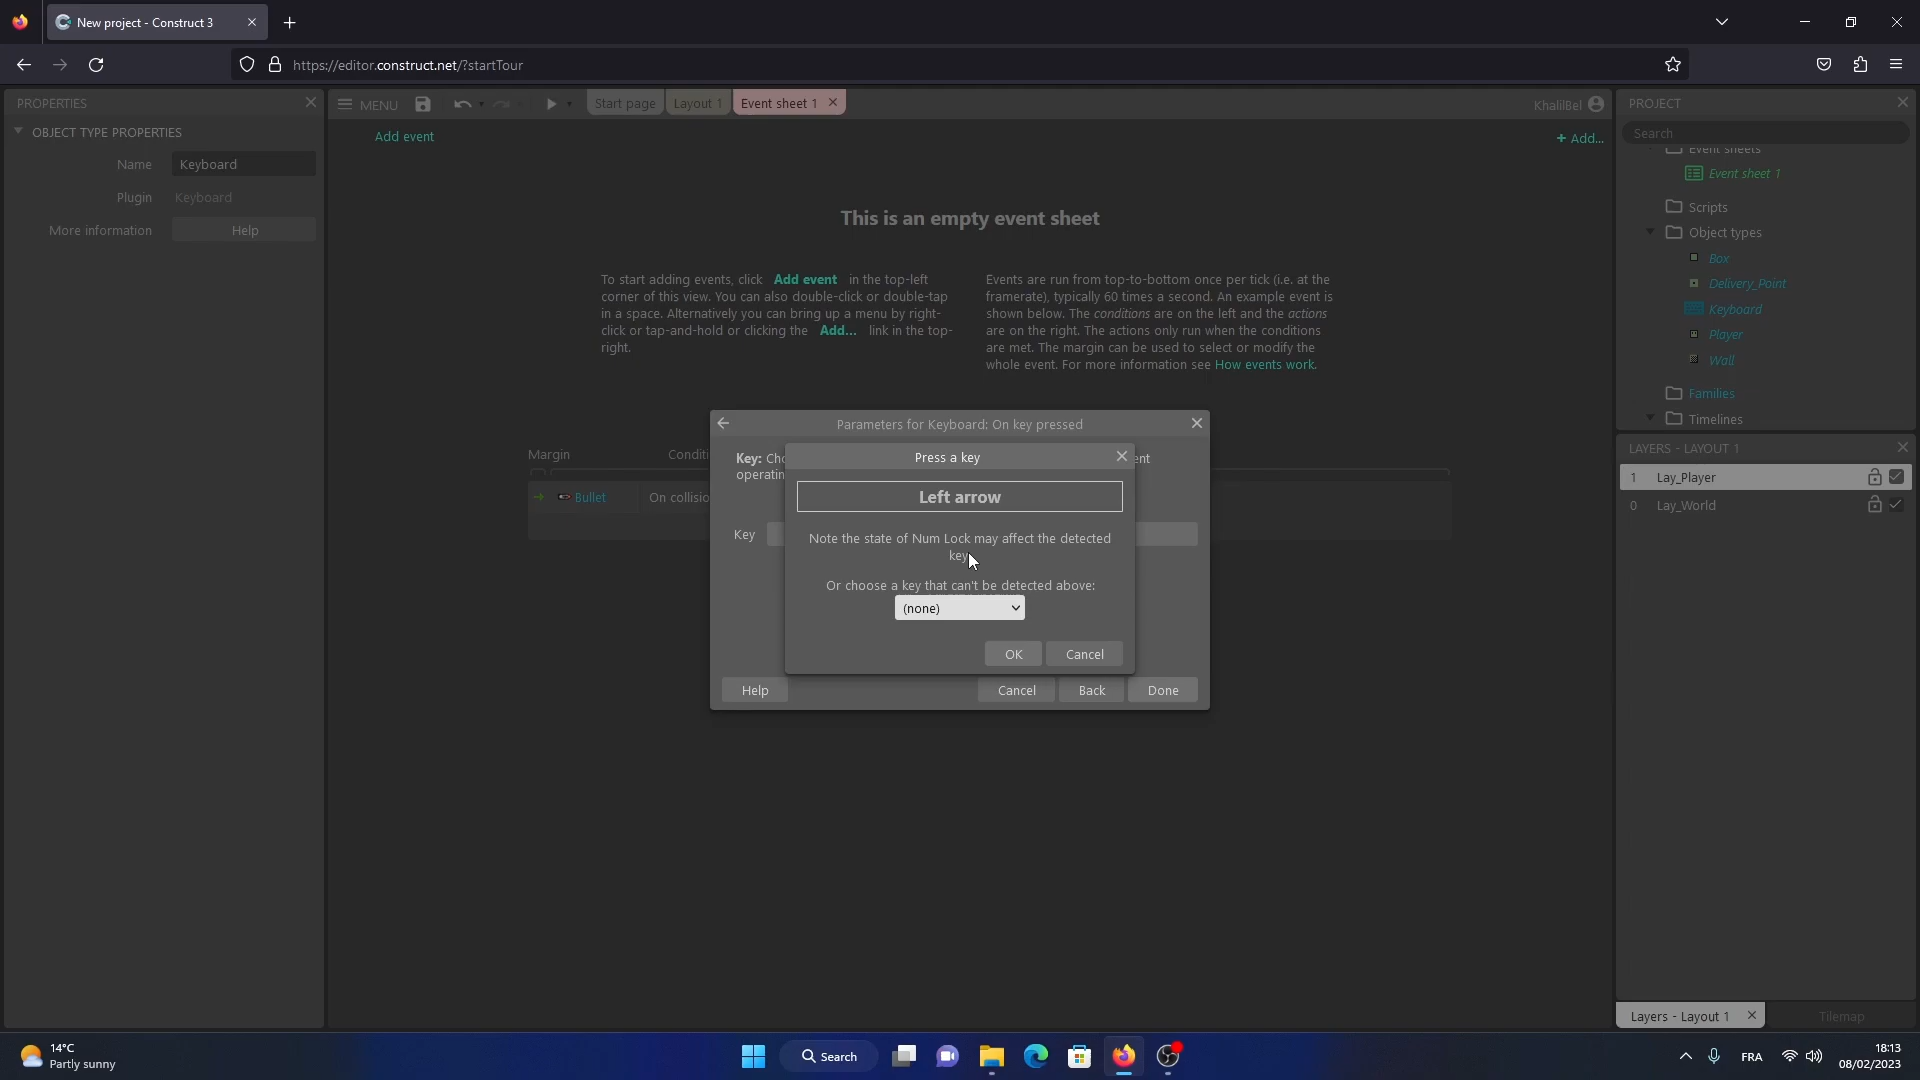 New project - Construct 3
https://editor.construct.net/?startTour
PROPERTIES
MENU
Start page
Layout 1
Event sheet 1
KhalilBel
PROJECT
OBJECT TYPE PROPERTIES
Add event
+ Add...
Search
Name
Keyboard
Event sheets
Event sheet 1
Plugin
Keyboard
Scripts
More information
Help
This is an empty event sheet
Object types
Box
Delivery_Point
Keyboard
Player
Wall
Families
Timelines
To start adding events, click Add event in the top-left
corner of this view. You can also double-click or double-tap
in a space. Alternatively you can bring up a menu by right-
click or tap-and-hold or clicking the Add... link in the top-
right.
Events are run from top-to-bottom once per tick (i.e. at the
framerate), typically 60 times a second. An example event is
shown below. The conditions are on the left and the actions
are on the right. The actions only run when the conditions
are met. The margin can be used to select or modify the
whole event. For more information see How events work.
Parameters for Keyboard: On key pressed
Margin
Conditi
Key: Cho
ent
operatin
Press a key
Left arrow
Bullet
On collisio
Key
Note the state of Num Lock may affect the detected
key
Or choose a key that can't be detected above:
(none)
OK
Cancel
Help
Cancel
Back
Done
LAYERS - LAYOUT 1
1 Lay_Player
0 Lay_World
Layers - Layout 1
Tilemap
14°C
Partly sunny
Search
FRA
18:13
08/02/2023